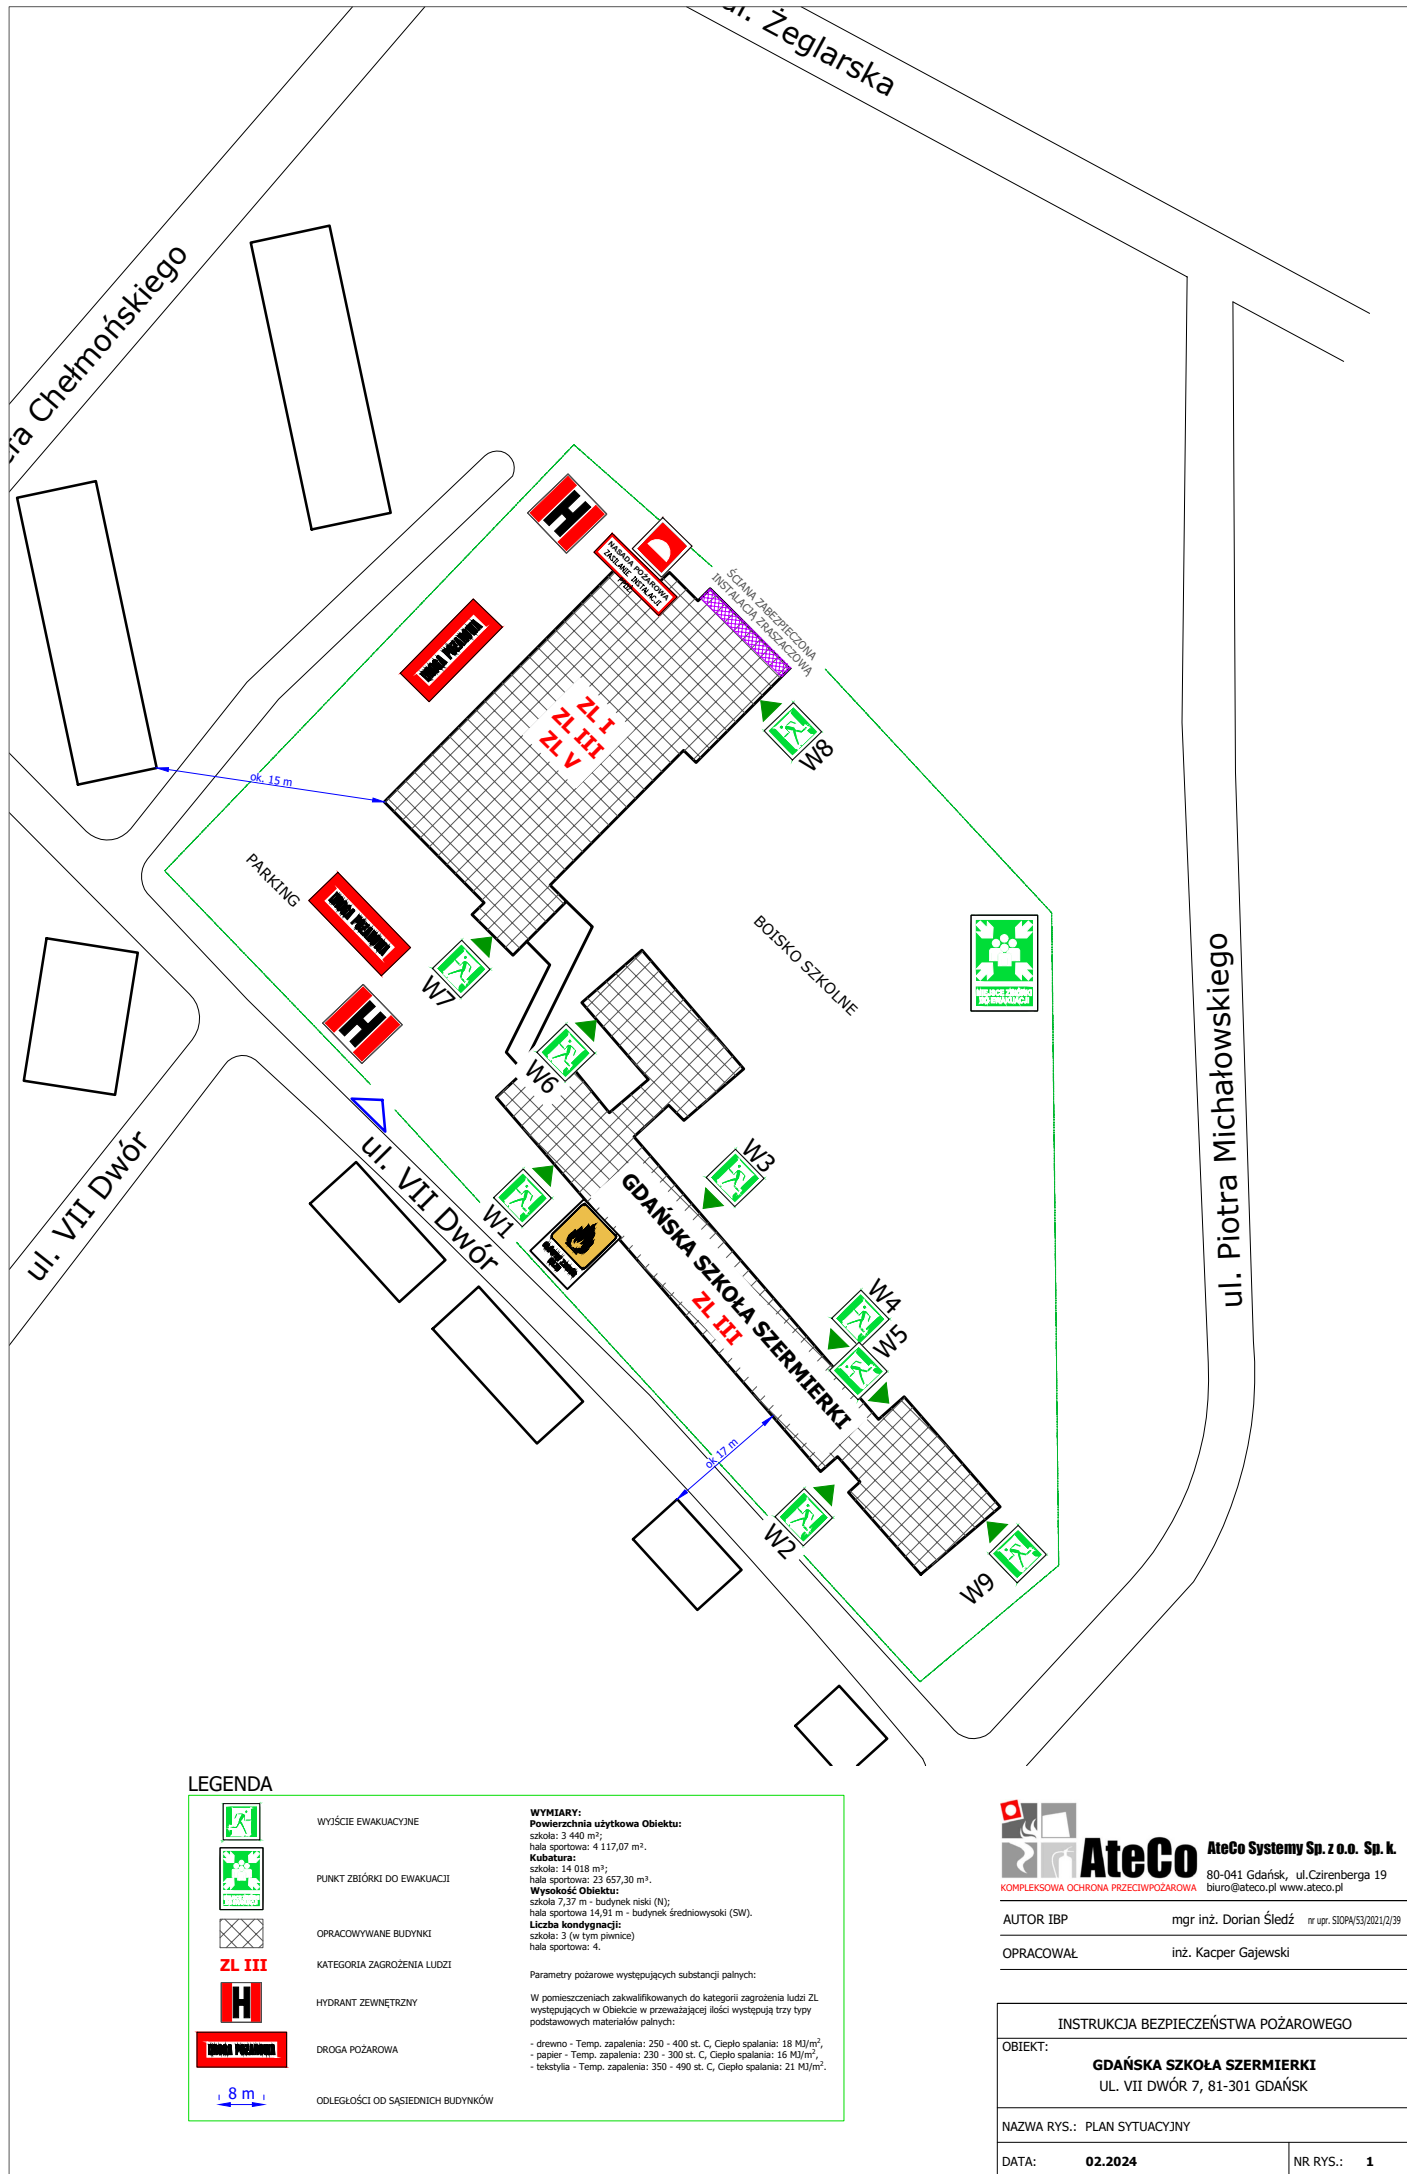 ul. Żeglarska
Chełmońskiego
NASADA POŻAROWA
ZASILANIE INSTALACJI
ŚCIANA ZABEZPIECZONA
INSTALACJA ZRASZACZOWĄ
DROGA POŻAROWA
ZL I
ZL III
ZL V
W8
ok. 15 m
PARKING
DROGA POŻAROWA
BOISKO SZKOLNE
W7
H
H
W6
ul. Piotra Michałowskiego
ul. VII Dwór
ul. VII Dwór
W3
W1
GDAŃSKA SZKOŁA SZERMIERKI
ZL III
W4
W5
ok 17 m
W2
W9
LEGENDA
WYJŚCIE EWAKUACYJNE
PUNKT ZBIÓRKI DO EWAKUACJI
OPRACOWYWANE BUDYNKI
ZL III
KATEGORIA ZAGROŻENIA LUDZI
H
HYDRANT ZEWNĘTRZNY
DROGA POŻAROWA
DROGA POŻAROWA
8 m
ODLEGŁOŚCI OD SĄSIEDNICH BUDYNKÓW
WYMIARY:
Powierzchnia użytkowa Obiektu:
szkoła: 3 440 m²;
hala sportowa: 4 117,07 m².
Kubatura:
szkoła: 14 018 m³;
hala sportowa: 23 657,30 m³.
Wysokość Obiektu:
szkoła 7,37 m - budynek niski (N);
hala sportowa 14,91 m - budynek średniowysoki (SW).
Liczba kondygnacji:
szkoła: 3 (w tym piwnice)
hala sportowa: 4.
Parametry pożarowe występujących substancji palnych:
W pomieszczeniach zakwalifikowanych do kategorii zagrożenia ludzi ZL
występujących w Obiekcie w przeważającej ilości występują trzy typy
podstawowych materiałów palnych:
- drewno - Temp. zapalenia: 250 - 400 st. C, Ciepło spalania: 18 MJ/m²,
- papier - Temp. zapalenia: 230 - 300 st. C, Ciepło spalania: 16 MJ/m²,
- tekstylia - Temp. zapalenia: 350 - 490 st. C, Ciepło spalania: 21 MJ/m².
AteCo
KOMPLEKSOWA OCHRONA PRZECIWPOŻAROWA
AteCo Systemy Sp. z o.o. Sp. k.
80-041 Gdańsk, ul.Czirenberga 19
biuro@ateco.pl www.ateco.pl
AUTOR IBP mgr inż. Dorian Śledź nr upr. SIOPA/53/2021/2/39
OPRACOWAŁ inż. Kacper Gajewski
INSTRUKCJA BEZPIECZEŃSTWA POŻAROWEGO
OBIEKT:
GDAŃSKA SZKOŁA SZERMIERKI
UL. VII DWÓR 7, 81-301 GDAŃSK
NAZWA RYS.: PLAN SYTUACYJNY
DATA: 02.2024 NR RYS.: 1